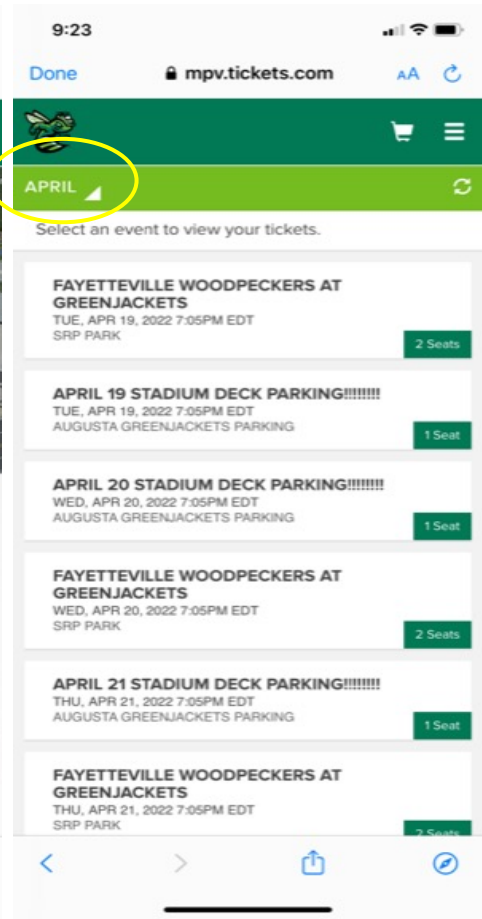 9:23
Done mpv.tickets.com AA
APRIL
Select an event to view your tickets.
FAYETTEVILLE WOODPECKERS AT
GREENJACKETS
TUE, APR 19, 2022 7:05PM EDT
SRP PARK
2 Seats
APRIL 19 STADIUM DECK PARKING!!!!!!!!!
TUE, APR 19, 2022 7:05PM EDT
AUGUSTA GREENJACKETS PARKING
1 Seat
APRIL 20 STADIUM DECK PARKING!!!!!!!!!
WED, APR 20, 2022 7:05PM EDT
AUGUSTA GREENJACKETS PARKING
1 Seat
FAYETTEVILLE WOODPECKERS AT
GREENJACKETS
WED, APR 20, 2022 7:05PM EDT
SRP PARK
2 Seats
APRIL 21 STADIUM DECK PARKING!!!!!!!!!
THU, APR 21, 2022 7:05PM EDT
AUGUSTA GREENJACKETS PARKING
1 Seat
FAYETTEVILLE WOODPECKERS AT
GREENJACKETS
THU, APR 21, 2022 7:05PM EDT
SRP PARK
2 Seats